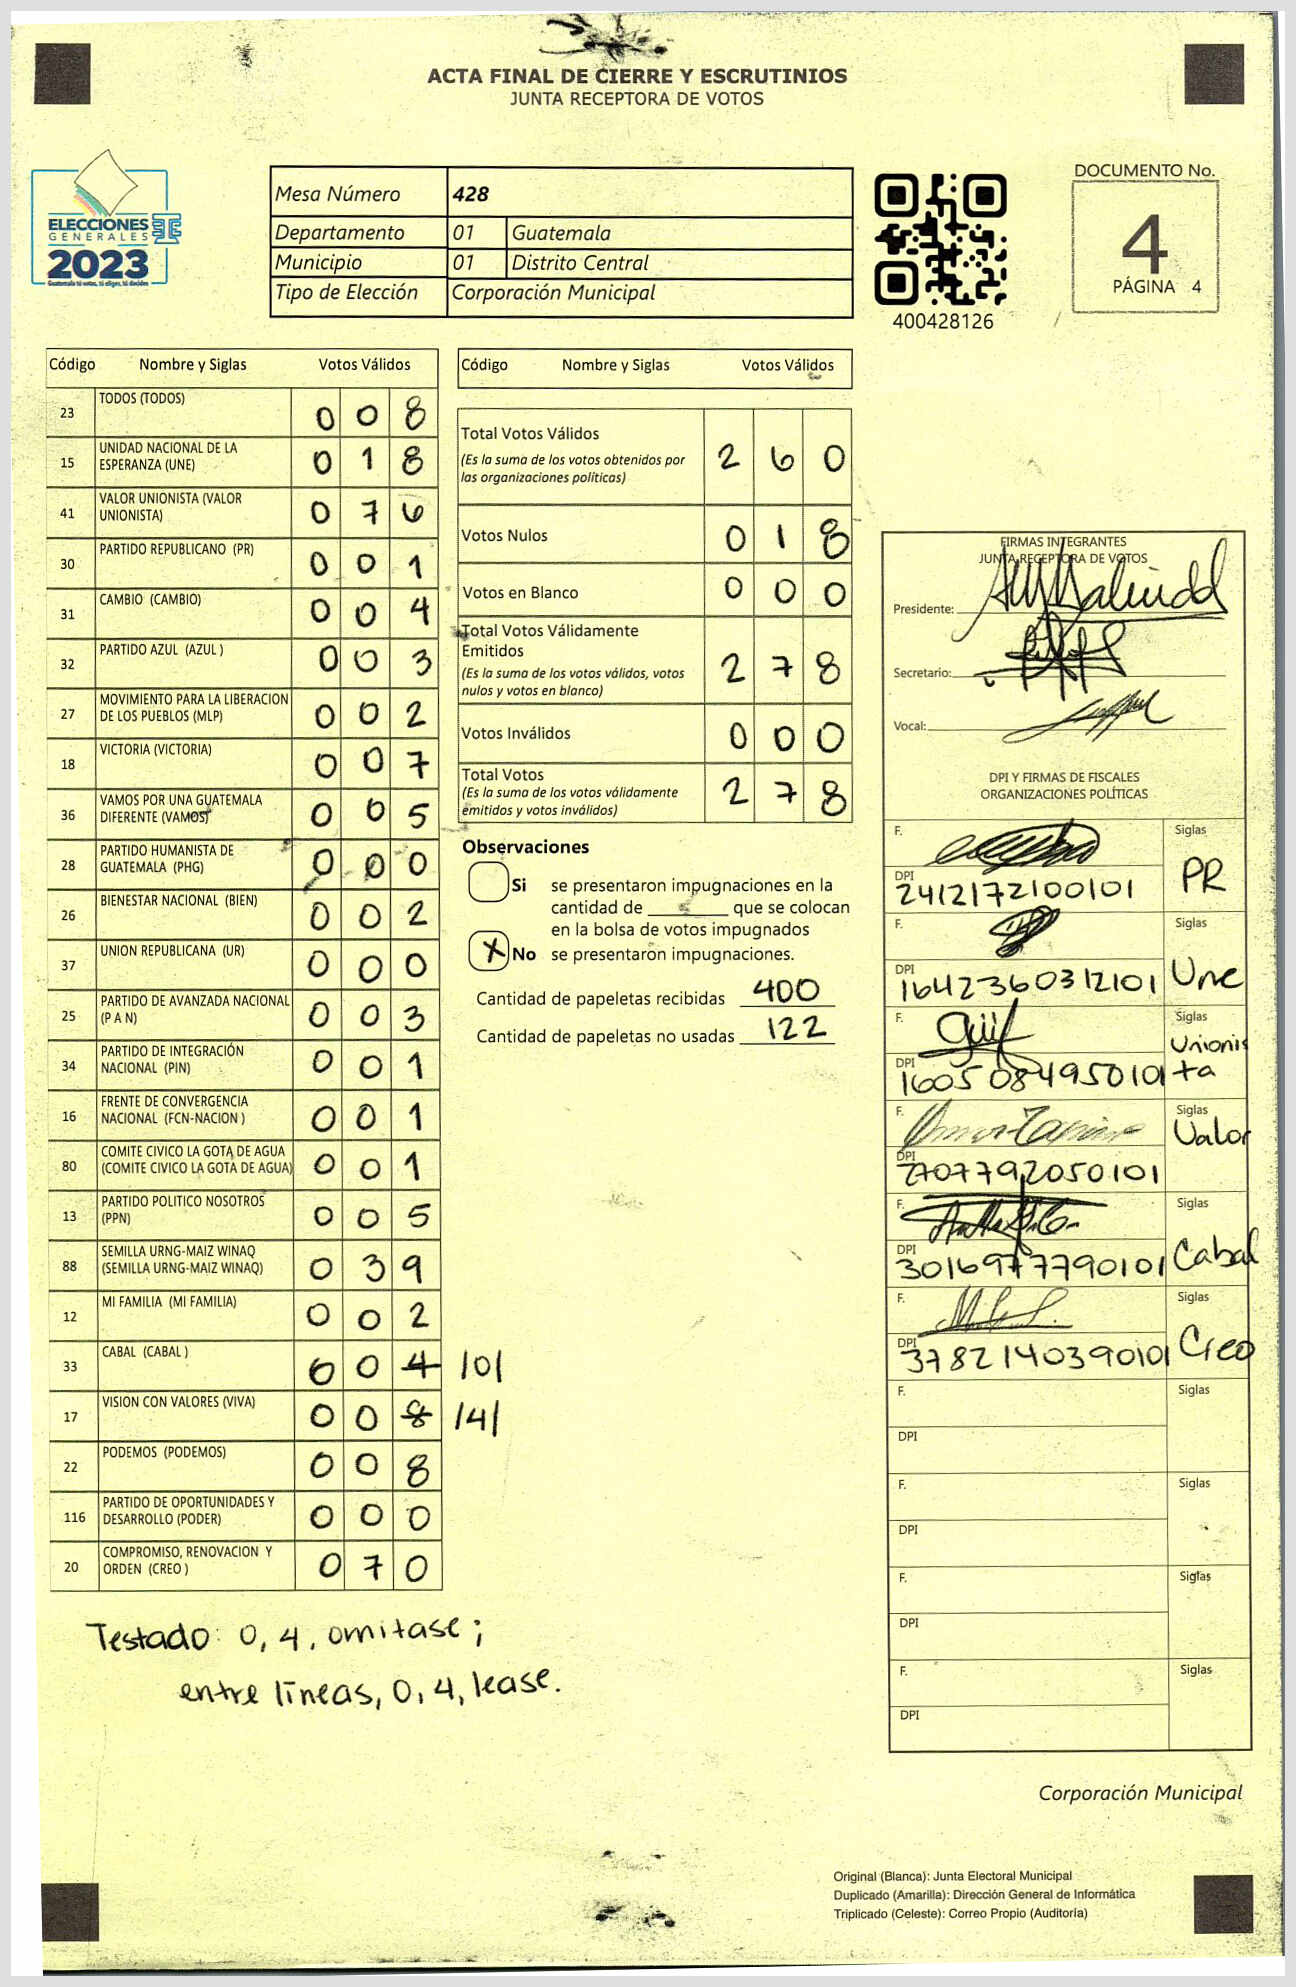 ACTA FINAL DE CIERRE Y ESCRUTINIOS
JUNTA RECEPTORA DE VOTOS
ELECCIONES
GENERALES
2023
Guatemala tú votas, tú eliges, tú decides
Mesa Número 428
Departamento 01 Guatemala
Municipio 01 Distrito Central
Tipo de Elección Corporación Municipal
400428126
DOCUMENTO No.
4
PÁGINA 4
Código Nombre y Siglas Votos Válidos
23 TODOS (TODOS) 0 0 8
15 UNIDAD NACIONAL DE LA ESPERANZA (UNE) 0 1 8
41 VALOR UNIONISTA (VALOR UNIONISTA) 0 7 6
30 PARTIDO REPUBLICANO (PR) 0 0 1
31 CAMBIO (CAMBIO) 0 0 4
32 PARTIDO AZUL (AZUL ) 0 0 3
27 MOVIMIENTO PARA LA LIBERACION DE LOS PUEBLOS (MLP) 0 0 2
18 VICTORIA (VICTORIA) 0 0 7
36 VAMOS POR UNA GUATEMALA DIFERENTE (VAMOS) 0 0 5
28 PARTIDO HUMANISTA DE GUATEMALA (PHG) 0 0 0
26 BIENESTAR NACIONAL (BIEN) 0 0 2
37 UNION REPUBLICANA (UR) 0 0 0
25 PARTIDO DE AVANZADA NACIONAL (P A N) 0 0 3
34 PARTIDO DE INTEGRACIÓN NACIONAL (PIN) 0 0 1
16 FRENTE DE CONVERGENCIA NACIONAL (FCN-NACION ) 0 0 1
80 COMITE CIVICO LA GOTA DE AGUA (COMITE CIVICO LA GOTA DE AGUA) 0 0 1
13 PARTIDO POLITICO NOSOTROS (PPN) 0 0 5
88 SEMILLA URNG-MAIZ WINAQ (SEMILLA URNG-MAIZ WINAQ) 0 3 9
12 MI FAMILIA (MI FAMILIA) 0 0 2
33 CABAL (CABAL ) 0 0 4 /0/
17 VISION CON VALORES (VIVA) 0 0 8 /4/
22 PODEMOS (PODEMOS) 0 0 8
116 PARTIDO DE OPORTUNIDADES Y DESARROLLO (PODER) 0 0 0
20 COMPROMISO, RENOVACION Y ORDEN (CREO ) 0 7 0
Testado: 0, 4, omitase;
entre líneas, 0, 4, lease.
Código Nombre y Siglas Votos Válidos
Total Votos Válidos 2 6 0
(Es la suma de los votos obtenidos por
las organizaciones políticas)
Votos Nulos 0 1 8
Votos en Blanco 0 0 0
Total Votos Válidamente
Emitidos 2 7 8
(Es la suma de los votos válidos, votos
nulos y votos en blanco)
Votos Inválidos 0 0 0
Total Votos 2 7 8
(Es la suma de los votos válidamente
emitidos y votos inválidos)
Observaciones
Si se presentaron impugnaciones en la
cantidad de ______ que se colocan
en la bolsa de votos impugnados
X No se presentaron impugnaciones.
Cantidad de papeletas recibidas 400
Cantidad de papeletas no usadas 122
FIRMAS INTEGRANTES
JUNTA RECEPTORA DE VOTOS
Presidente:
Secretario:
Vocal:
DPI Y FIRMAS DE FISCALES
ORGANIZACIONES POLÍTICAS
F. Siglas
DPI 2412172100101 PR
F. Siglas
DPI 1642360312101 Une
F. Siglas
DPI 1605084950101 Unionista
F. Siglas
DPI 2707792050101 Valor
F. Siglas
DPI 3016977790101 Cabal
F. Siglas
DPI 3782140390101 Creo
F. Siglas
DPI
F. Siglas
DPI
F. Siglas
DPI
F. Siglas
DPI
Corporación Municipal
Original (Blanca): Junta Electoral Municipal
Duplicado (Amarilla): Dirección General de Informática
Triplicado (Celeste): Correo Propio (Auditoría)